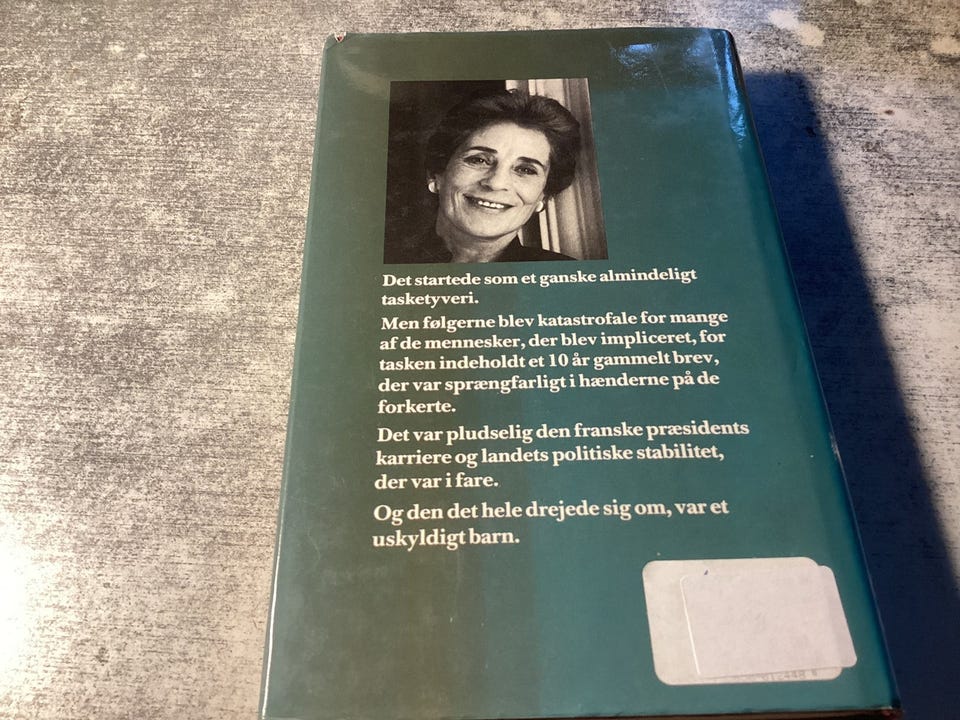 Det startede som et ganske almindeligt
tasketyveri.
Men følgerne blev katastrofale for mange
af de mennesker, der blev impliceret, for
tasken indeholdt et 10 år gammelt brev,
der var sprængfarligt i hænderne på de
forkerte.
Det var pludselig den franske præsidents
karriere og landets politiske stabilitet,
der var i fare.
Og den det hele drejede sig om, var et
uskyldigt barn.